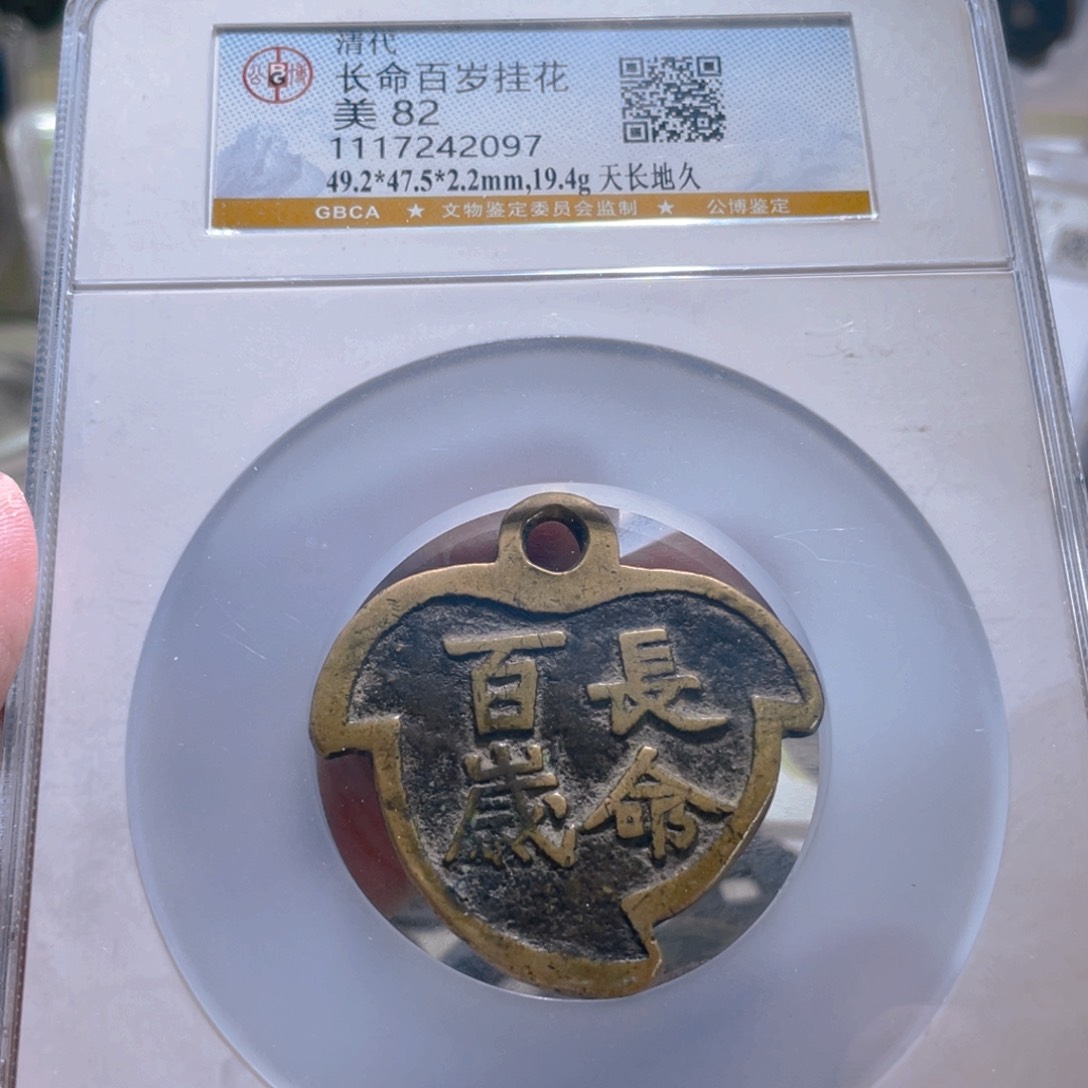 清代
长命百岁挂花
美 82
1117242097
49.2*47.5*2.2mm,19.4g 天长地久
GBCA ★ 文物鉴定委员会监制 ★ 公博鉴定
公博
長命
百歲